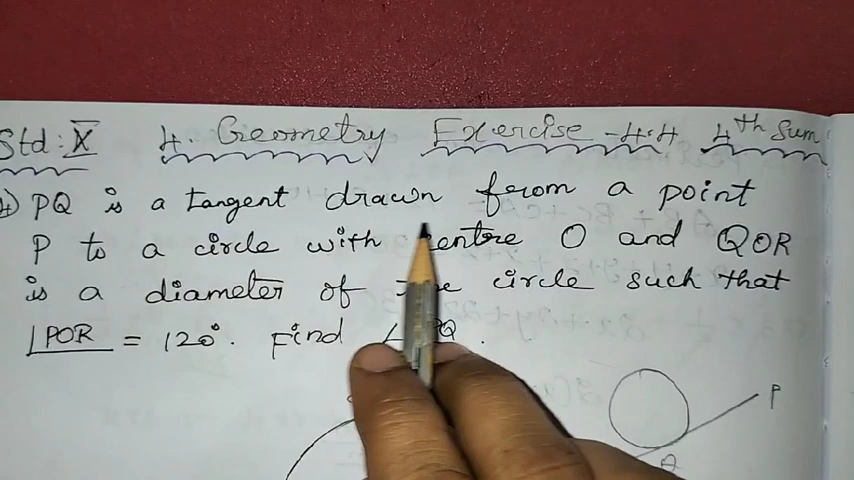 Std: X 4. Geometry Exercise - 4.4 4th Sum
4) PQ is a tangent drawn from a point
P to a circle with centre O and QOR
is a diameter of circle such that
∠POR = 120°. Find
P
A